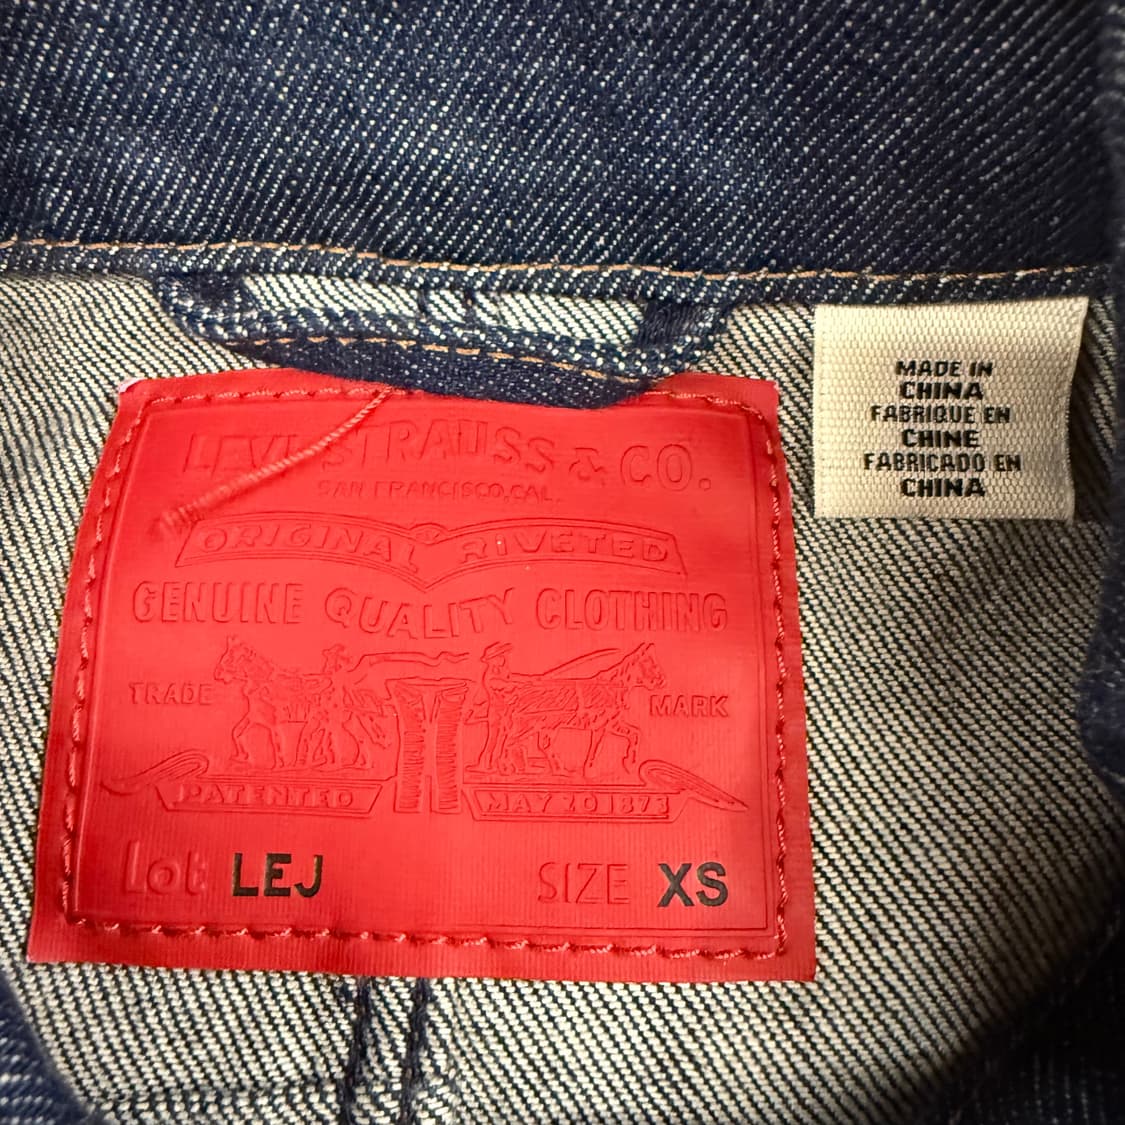 LEVI STRAUSS & CO.
SAN FRANCISCO, CAL.
ORIGINAL RIVETED
GENUINE QUALITY CLOTHING
TRADE MARK
PATENTED MAY 20 1873
Lot LEJ SIZE XS
MADE IN
CHINA
FABRIQUE EN
CHINE
FABRICADO EN
CHINA